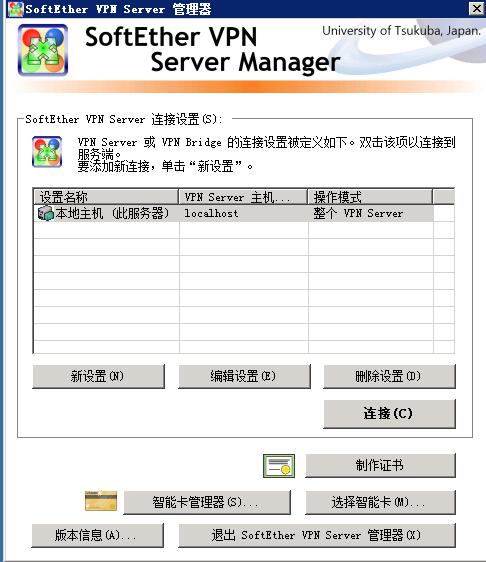 SoftEther VPN Server 管理器
SoftEther VPN
Server Manager
University of Tsukuba, Japan.
SoftEther VPN Server 连接设置(S):
VPN Server 或 VPN Bridge 的连接设置被定义如下。双击该项以连接到
服务端。
要添加新连接，单击“新设置”。
设置名称 VPN Server 主机... 操作模式
本地主机 (此服务器) localhost 整个 VPN Server
新设置(N) 编辑设置(E) 删除设置(D)
连接(C)
制作证书
智能卡管理器(S)... 选择智能卡(M)...
版本信息(A)... 退出 SoftEther VPN Server 管理器(X)